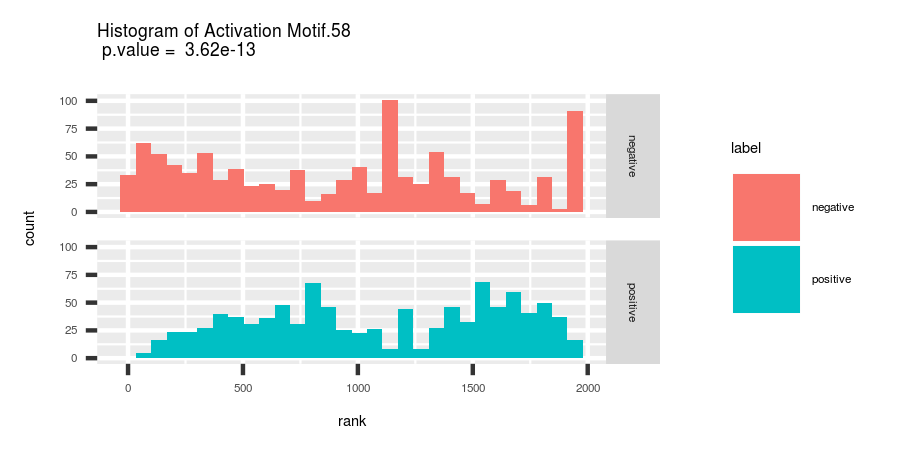 Histogram of Activation Motif.58
p.value = 3.62e-13
count
100
75
50
25
0
negative
100
75
50
25
0
positive
0 500 1000 1500 2000
rank
label
negative
positive